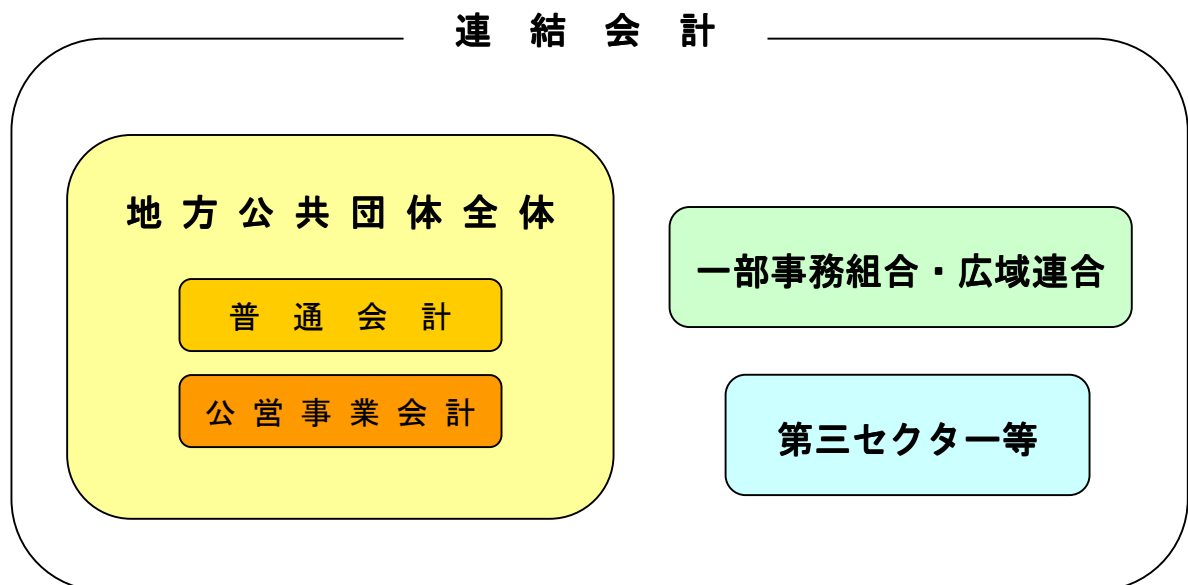 連結会計
地方公共団体全体
普通会計
公営事業会計
一部事務組合・広域連合
第三セクター等